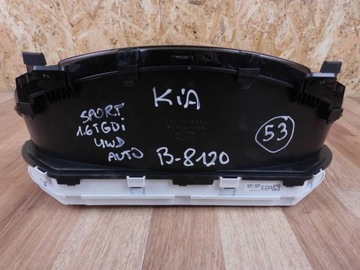 KiA
SPORT.
1.6TGDi
4WD
AUTO
B-8120
53